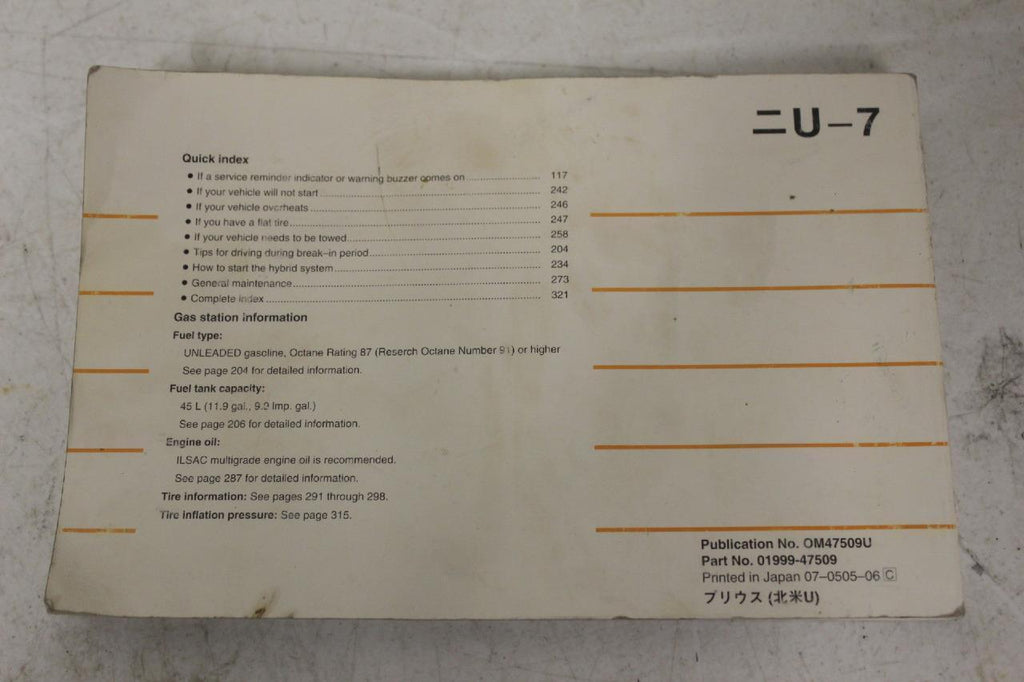 ニU−7
Quick index
● If a service reminder indicator or warning buzzer comes on ........ 117
● If your vehicle will not start ........ 242
● If your vehicle overheats ........ 246
● If you have a flat tire ........ 247
● If your vehicle needs to be towed ........ 258
● Tips for driving during break–in period ........ 204
● How to start the hybrid system ........ 234
● General maintenance ........ 273
● Complete index ........ 321
Gas station information
Fuel type:
UNLEADED gasoline, Octane Rating 87 (Reserch Octane Number 91) or higher
See page 204 for detailed information.
Fuel tank capacity:
45 L (11.9 gal., 9.9 Imp. gal.)
See page 206 for detailed information.
Engine oil:
ILSAC multigrade engine oil is recommended.
See page 287 for detailed information.
Tire information: See pages 291 through 298.
Tire inflation pressure: See page 315.
Publication No. OM47509U
Part No. 01999-47509
Printed in Japan 07–0505–06 C
プリウス (北米U)